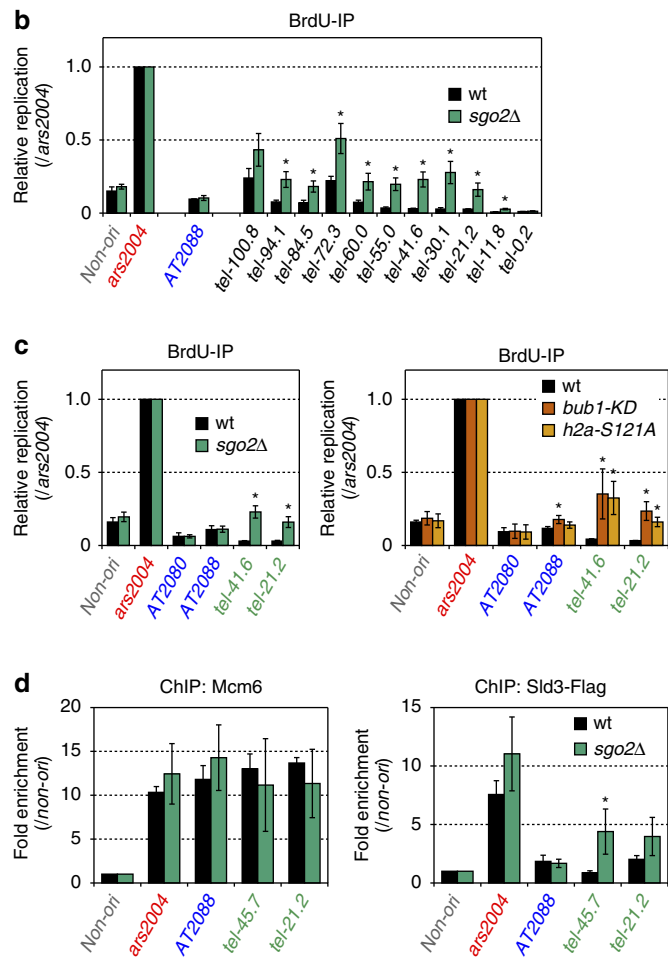 b
BrdU-IP
Relative replication
(/ars2004)
1.0
0.5
0
wt
sgo2Δ
Non-ori
ars2004
AT2088
tel-100.8
tel-94.1
tel-84.5
tel-72.3
tel-60.0
tel-55.0
tel-41.6
tel-30.1
tel-21.2
tel-11.8
tel-0.2
* * * * * * * * *
c
BrdU-IP
Relative replication
(/ars2004)
1.0
0.5
0
wt
sgo2Δ
* *
Non-ori
ars2004
AT2080
AT2088
tel-41.6
tel-21.2
BrdU-IP
Relative replication
(/ars2004)
1.0
0.5
0
wt
bub1-KD
h2a-S121A
* * * * *
Non-ori
ars2004
AT2080
AT2088
tel-41.6
tel-21.2
d
ChIP: Mcm6
Fold enrichment
(/non-ori)
20
15
10
5
0
Non-ori
ars2004
AT2088
tel-45.7
tel-21.2
ChIP: Sld3-Flag
Fold enrichment
(/non-ori)
15
10
5
0
wt
sgo2Δ
*
Non-ori
ars2004
AT2088
tel-45.7
tel-21.2